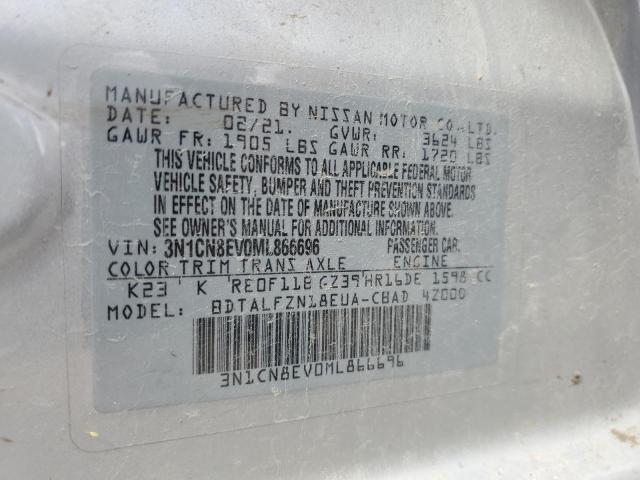 MANUFACTURED BY NISSAN MOTOR CO.,LTD.
DATE: 02/21. GVWR: 3624 LBS
GAWR FR: 1905 LBS GAWR RR: 1720 LBS
THIS VEHICLE CONFORMS TO ALL APPLICABLE FEDERAL MOTOR
VEHICLE SAFETY, BUMPER AND THEFT PREVENTION STANDARDS
IN EFFECT ON THE DATE OF MANUFACTURE SHOWN ABOVE.
SEE OWNER'S MANUAL FOR ADDITIONAL INFORMATION.
VIN: 3N1CN8EV0ML866696 PASSENGER CAR.
COLOR TRIM TRANS AXLE ENGINE
K23 K RE0F11B GZ39 HR16DE 1598 CC
MODEL: BDTALFZN18EUA-CBAD 4Z000
3N1CN8EV0ML866696